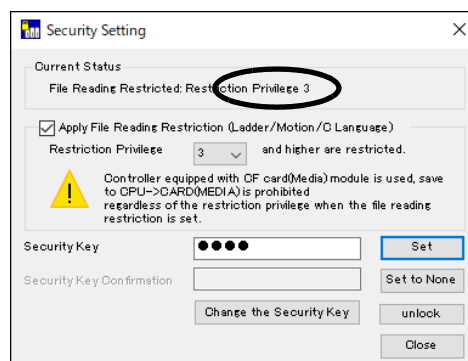 Security Setting
Current Status
File Reading Restricted: Restriction Privilege 3
Apply File Reading Restriction (Ladder/Motion/C Language)
Restriction Privilege 3 and higher are restricted.
Controller equipped with CF card(Media) module is used, save
to CPU->CARD(MEDIA) is prohibited
regardless of the restriction privilege when the file reading
restriction is set.
Security Key ●●●● Set
Security Key Confirmation Set to None
Change the Security Key unlock
Close